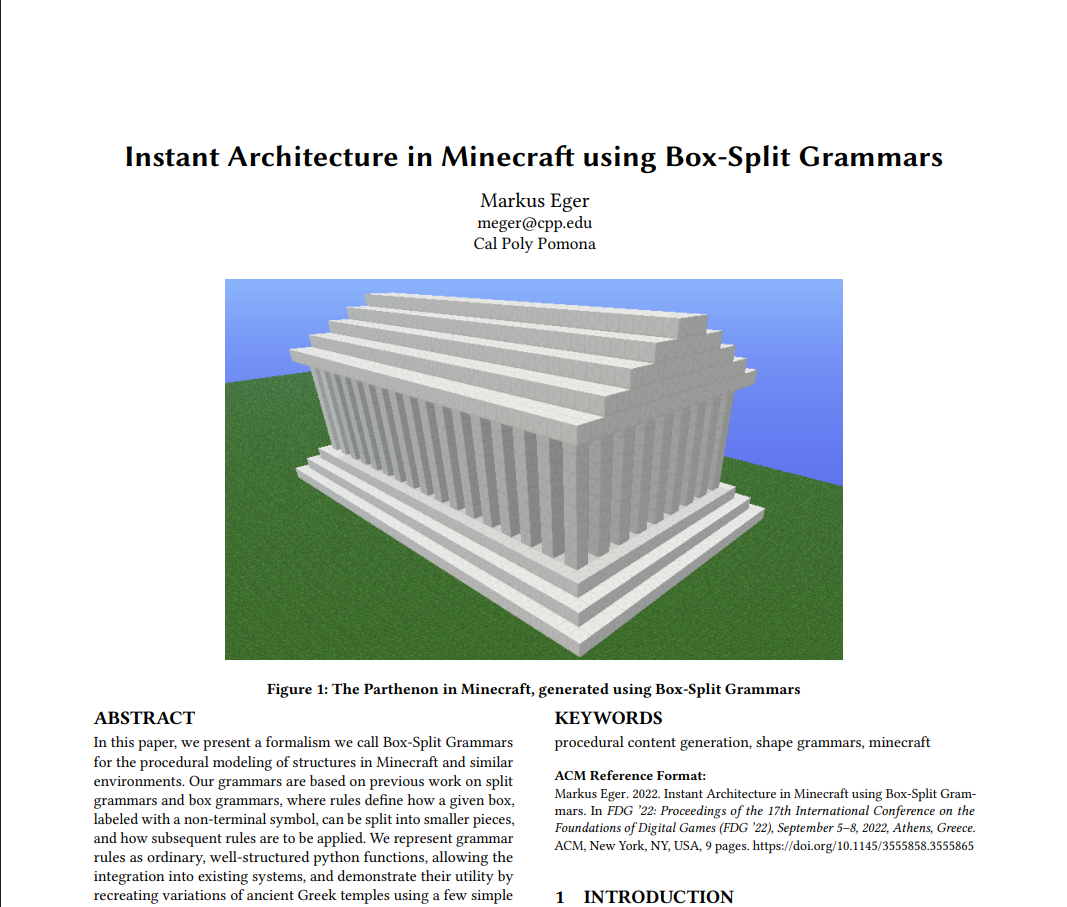 Instant Architecture in Minecraft using Box-Split Grammars
Markus Eger
meger@cpp.edu
Cal Poly Pomona
Figure 1: The Parthenon in Minecraft, generated using Box-Split Grammars
ABSTRACT
In this paper, we present a formalism we call Box-Split Grammars
for the procedural modeling of structures in Minecraft and similar
environments. Our grammars are based on previous work on split
grammars and box grammars, where rules define how a given box,
labeled with a non-terminal symbol, can be split into smaller pieces,
and how subsequent rules are to be applied. We represent grammar
rules as ordinary, well-structured python functions, allowing the
integration into existing systems, and demonstrate their utility by
recreating variations of ancient Greek temples using a few simple
KEYWORDS
procedural content generation, shape grammars, minecraft
ACM Reference Format:
Markus Eger. 2022. Instant Architecture in Minecraft using Box-Split Gram-
mars. In FDG ’22: Proceedings of the 17th International Conference on the
Foundations of Digital Games (FDG ’22), September 5–8, 2022, Athens, Greece.
ACM, New York, NY, USA, 9 pages. https://doi.org/10.1145/3555858.3555865
1 INTRODUCTION